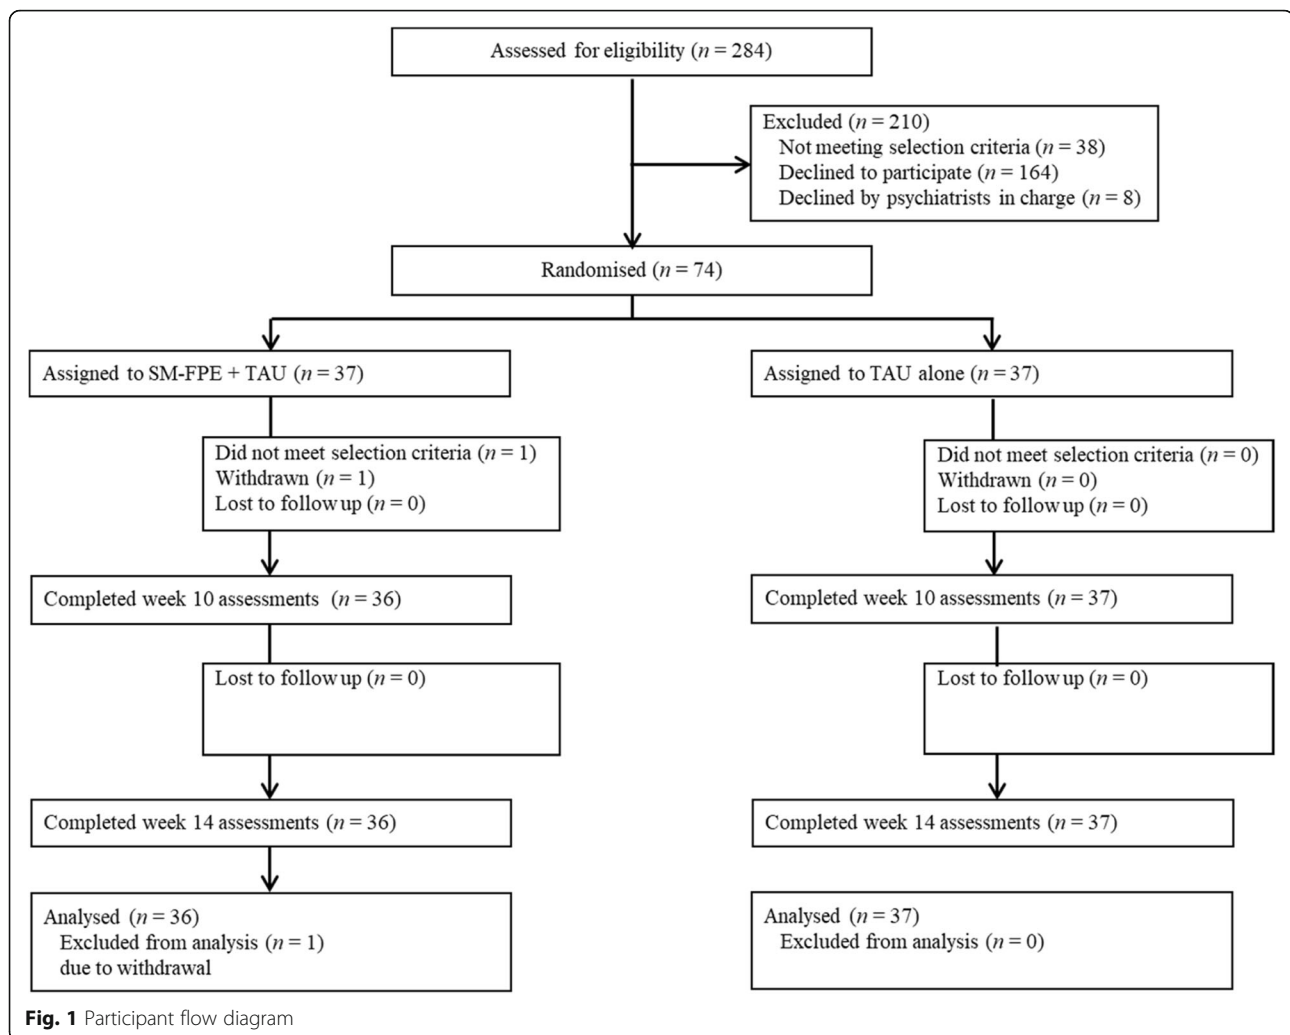 Assessed for eligibility (n = 284)
Excluded (n = 210)
Not meeting selection criteria (n = 38)
Declined to participate (n = 164)
Declined by psychiatrists in charge (n = 8)
Randomised (n = 74)
Assigned to SM-FPE + TAU (n = 37)
Assigned to TAU alone (n = 37)
Did not meet selection criteria (n = 1)
Withdrawn (n = 1)
Lost to follow up (n = 0)
Did not meet selection criteria (n = 0)
Withdrawn (n = 0)
Lost to follow up (n = 0)
Completed week 10 assessments (n = 36)
Completed week 10 assessments (n = 37)
Lost to follow up (n = 0)
Lost to follow up (n = 0)
Completed week 14 assessments (n = 36)
Completed week 14 assessments (n = 37)
Analysed (n = 36)
Excluded from analysis (n = 1)
due to withdrawal
Analysed (n = 37)
Excluded from analysis (n = 0)
Fig. 1 Participant flow diagram